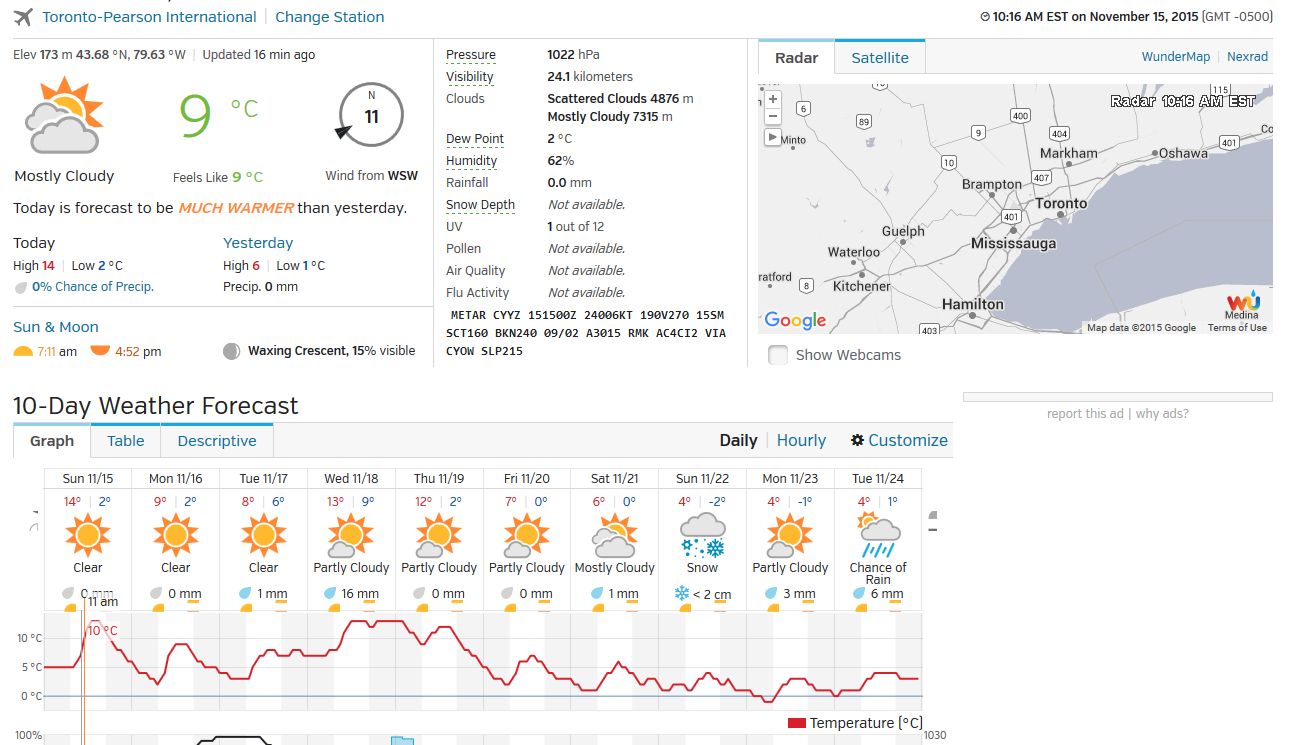 Toronto-Pearson International | Change Station
10:16 AM EST on November 15, 2015 (GMT -0500)
Elev 173 m 43.68 °N, 79.63 °W | Updated 16 min ago
9 °C
N
11
Mostly Cloudy
Feels Like 9 °C
Wind from WSW
Today is forecast to be MUCH WARMER than yesterday.
Today
High 14 | Low 2 °C
0% Chance of Precip.
Yesterday
High 6 | Low 1 °C
Precip. 0 mm
Sun & Moon
7:11 am
4:52 pm
Waxing Crescent, 15% visible
Pressure 1022 hPa
Visibility 24.1 kilometers
Clouds Scattered Clouds 4876 m
Mostly Cloudy 7315 m
Dew Point 2 °C
Humidity 62%
Rainfall 0.0 mm
Snow Depth Not available.
UV 1 out of 12
Pollen Not available.
Air Quality Not available.
Flu Activity Not available.
METAR CYYZ 151500Z 24006KT 190V270 15SM
SCT160 BKN240 09/02 A3015 RMK AC4CI2 VIA
CYOW SLP215
Radar Satellite WunderMap | Nexrad
+
−
Radar 10:16 AM EST
115
6
89
400
9
404
401
Minto
Markham
Oshawa
10
407
Brampton
401
Toronto
Guelph
Mississauga
Waterloo
ratford
8
Kitchener
Hamilton
403
Google
WU
Medina
Map data ©2015 Google Terms of Use
Show Webcams
10-Day Weather Forecast
report this ad | why ads?
Graph Table Descriptive
Daily | Hourly Customize
Sun 11/15 Mon 11/16 Tue 11/17 Wed 11/18 Thu 11/19 Fri 11/20 Sat 11/21 Sun 11/22 Mon 11/23 Tue 11/24
14° | 2° 9° | 2° 8° | 6° 13° | 9° 12° | 2° 7° | 0° 6° | 0° 4° | -2° 4° | -1° 4° | 1°
Clear Clear Clear Partly Cloudy Partly Cloudy Partly Cloudy Mostly Cloudy Snow Partly Cloudy Chance of
Rain
0 mm 0 mm 1 mm 16 mm 0 mm 0 mm 1 mm < 2 cm 3 mm 6 mm
11 am
10 °C
10 °C
5 °C
0 °C
Temperature (°C)
100%
1030